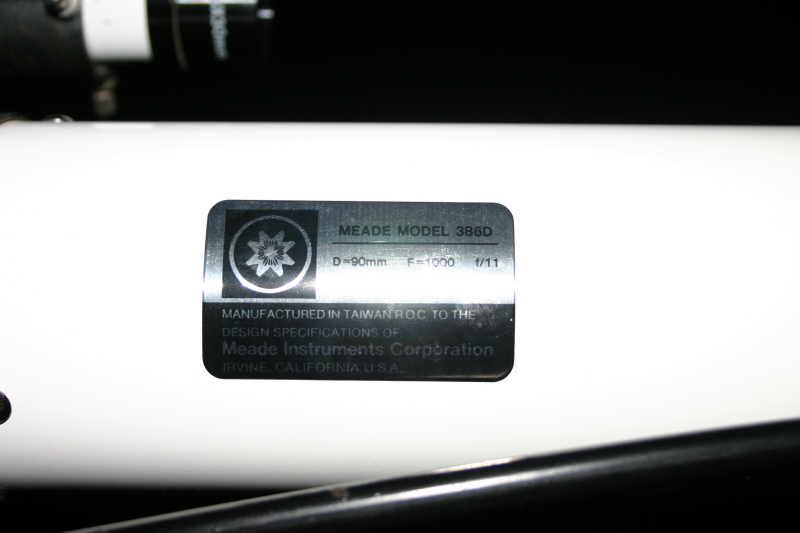 MEADE MODEL 386D
D=90mm F=1000 f/11
MANUFACTURED IN TAIWAN R.O.C. TO THE
DESIGN SPECIFICATIONS OF
Meade Instruments Corporation
IRVINE, CALIFORNIA U.S.A.